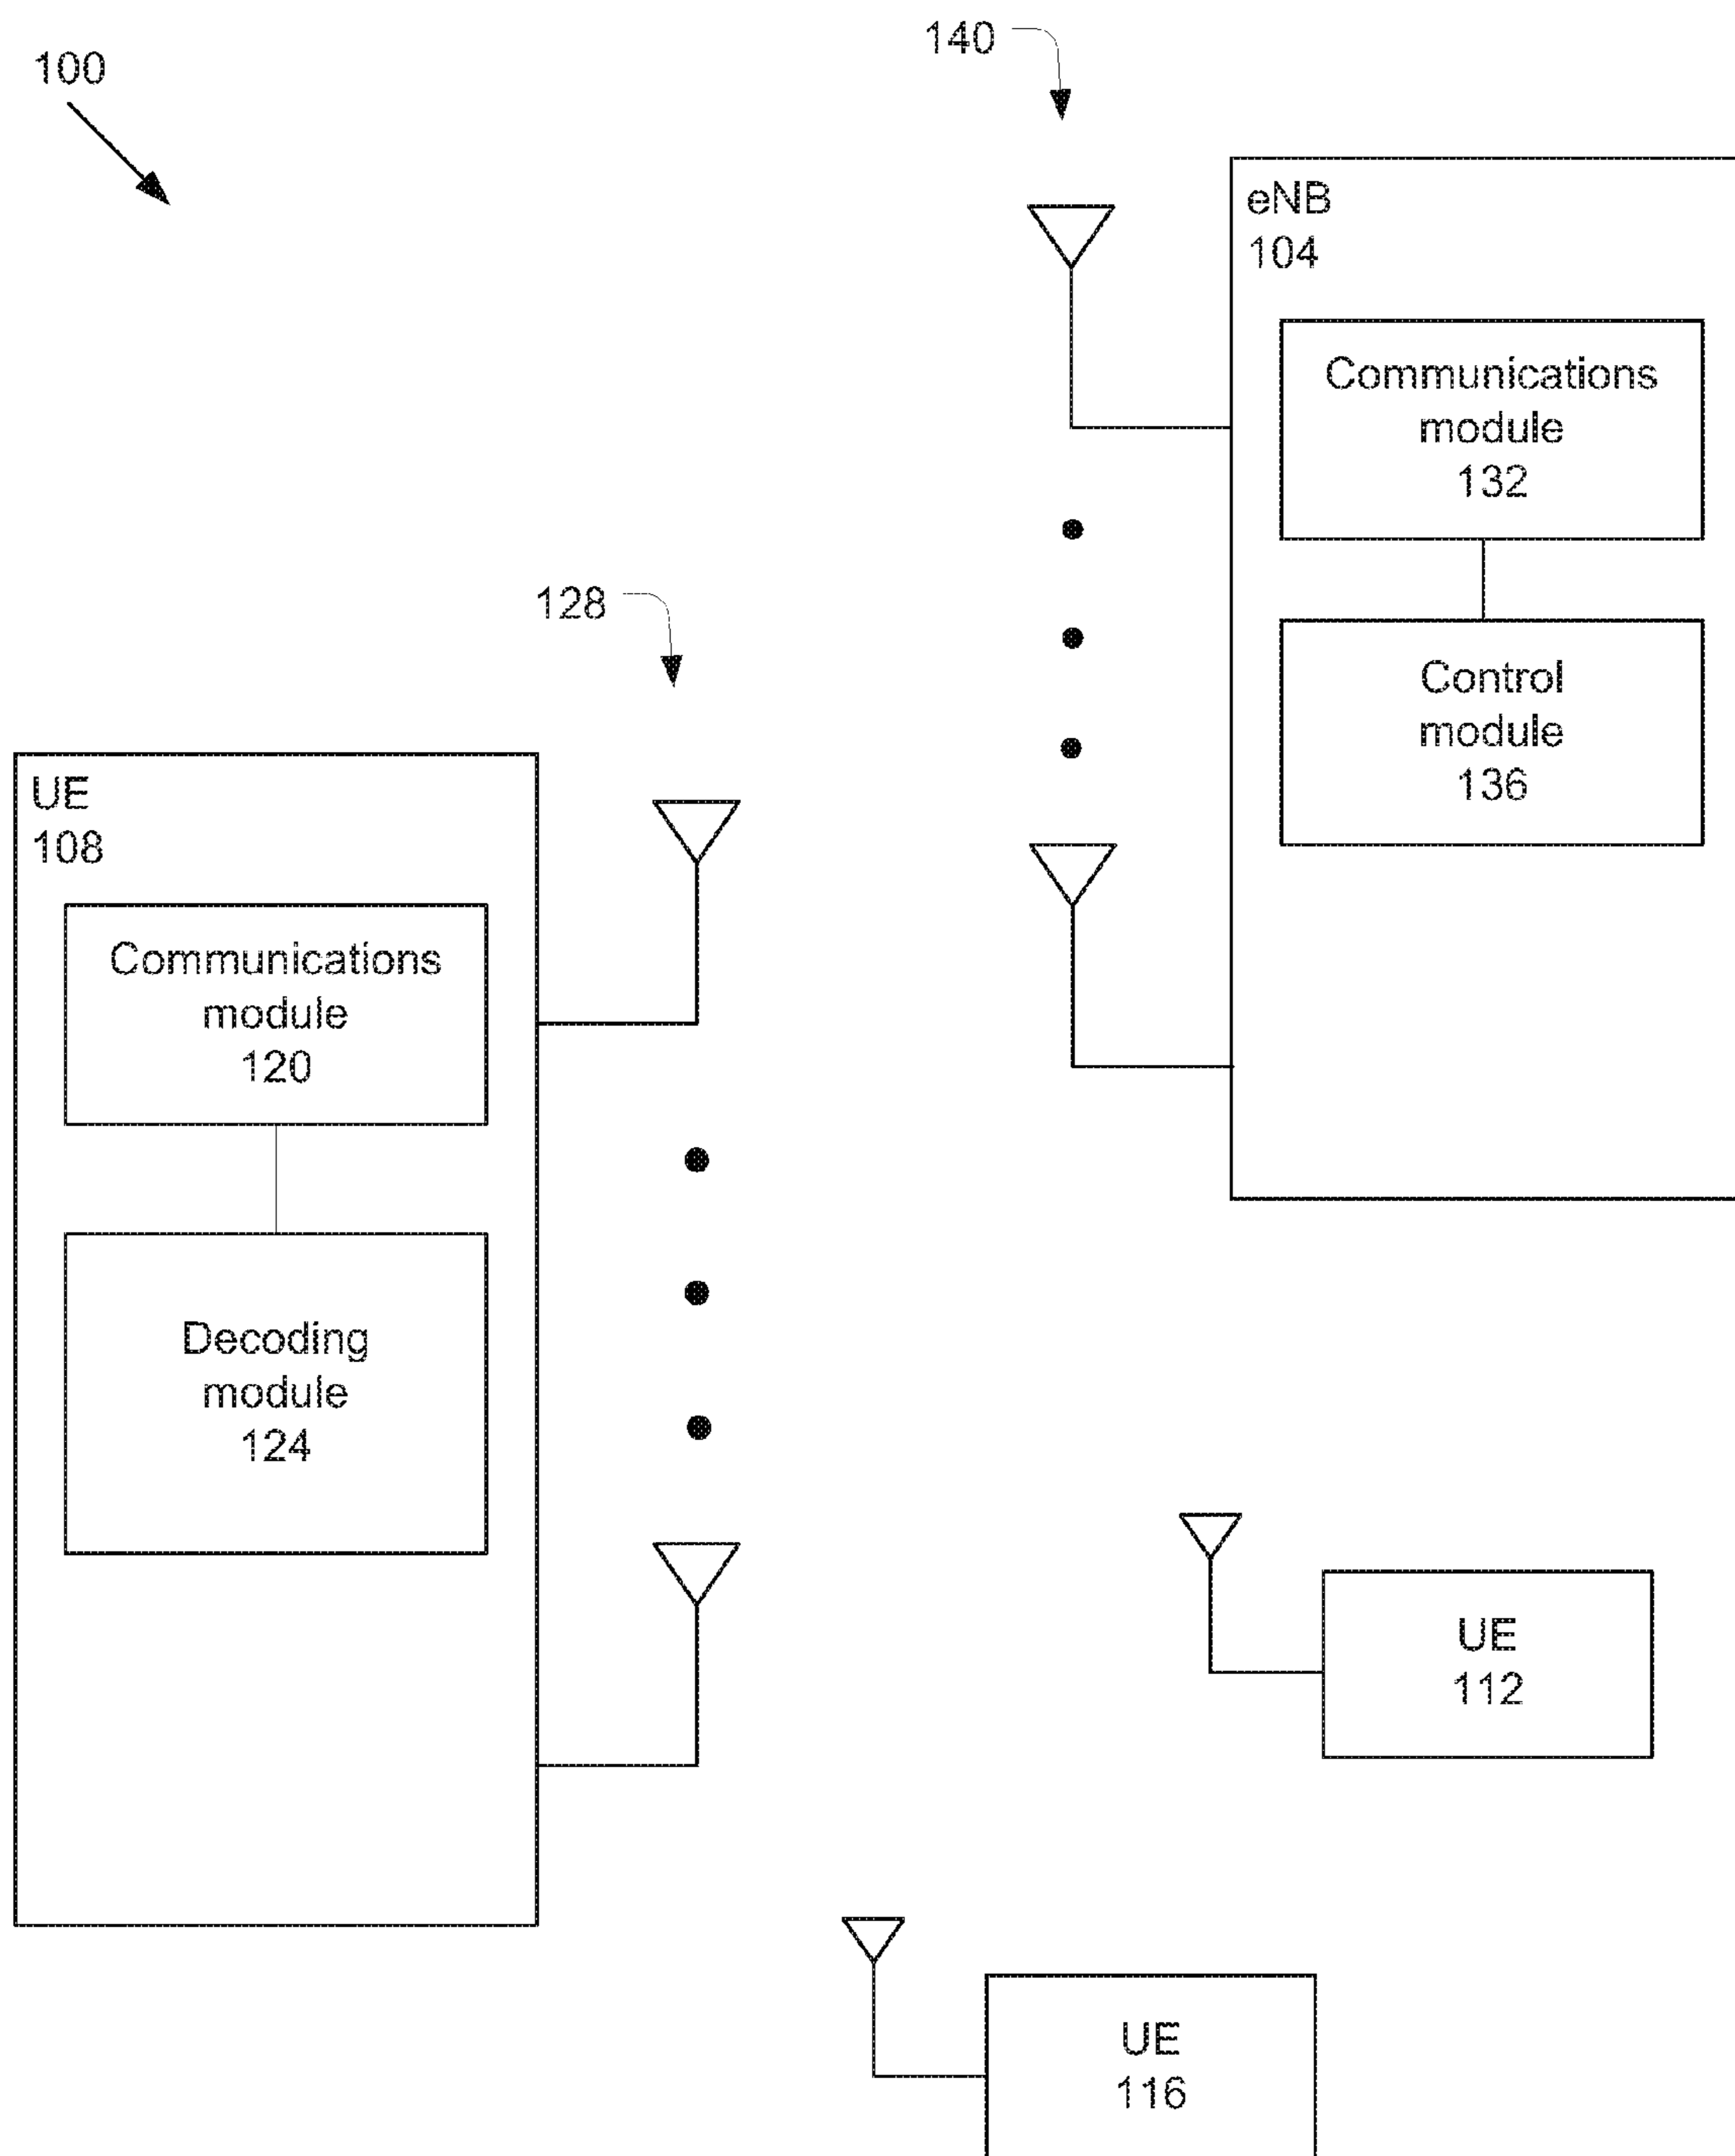 100
140
eNB
104
Communications
module
132
Control
module
136
128
UE
108
Communications
module
120
Decoding
module
124
UE
112
UE
116